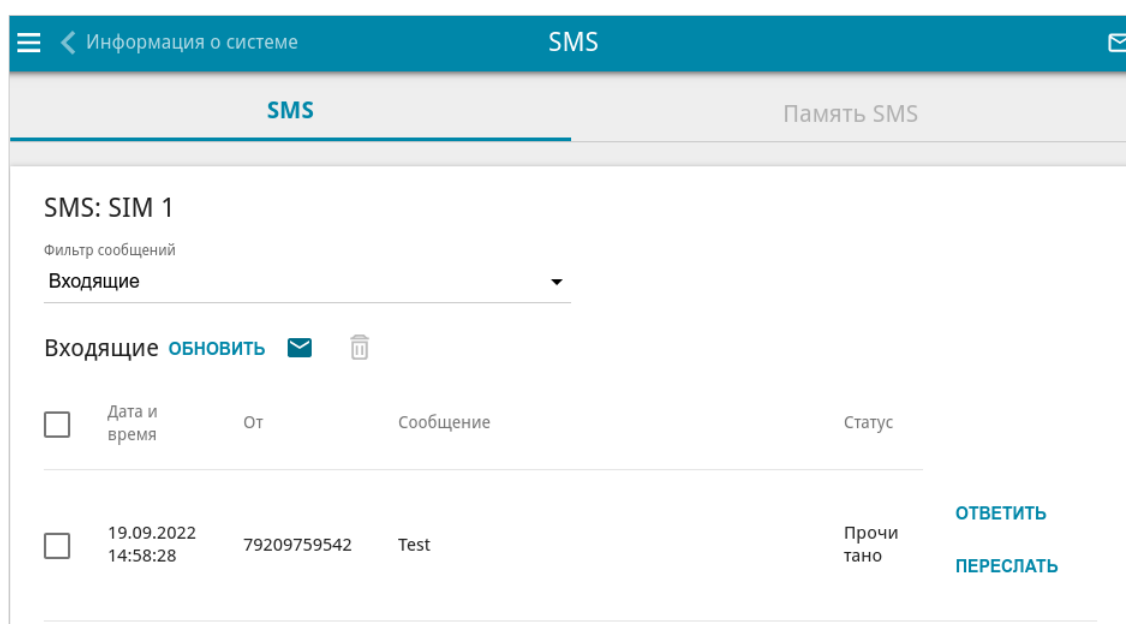 Информация о системе SMS
SMS Память SMS
SMS: SIM 1
Фильтр сообщений
Входящие
Входящие ОБНОВИТЬ
Дата и
время От Сообщение Статус
19.09.2022
14:58:28 79209759542 Test Прочи
тано
ОТВЕТИТЬ
ПЕРЕСЛАТЬ